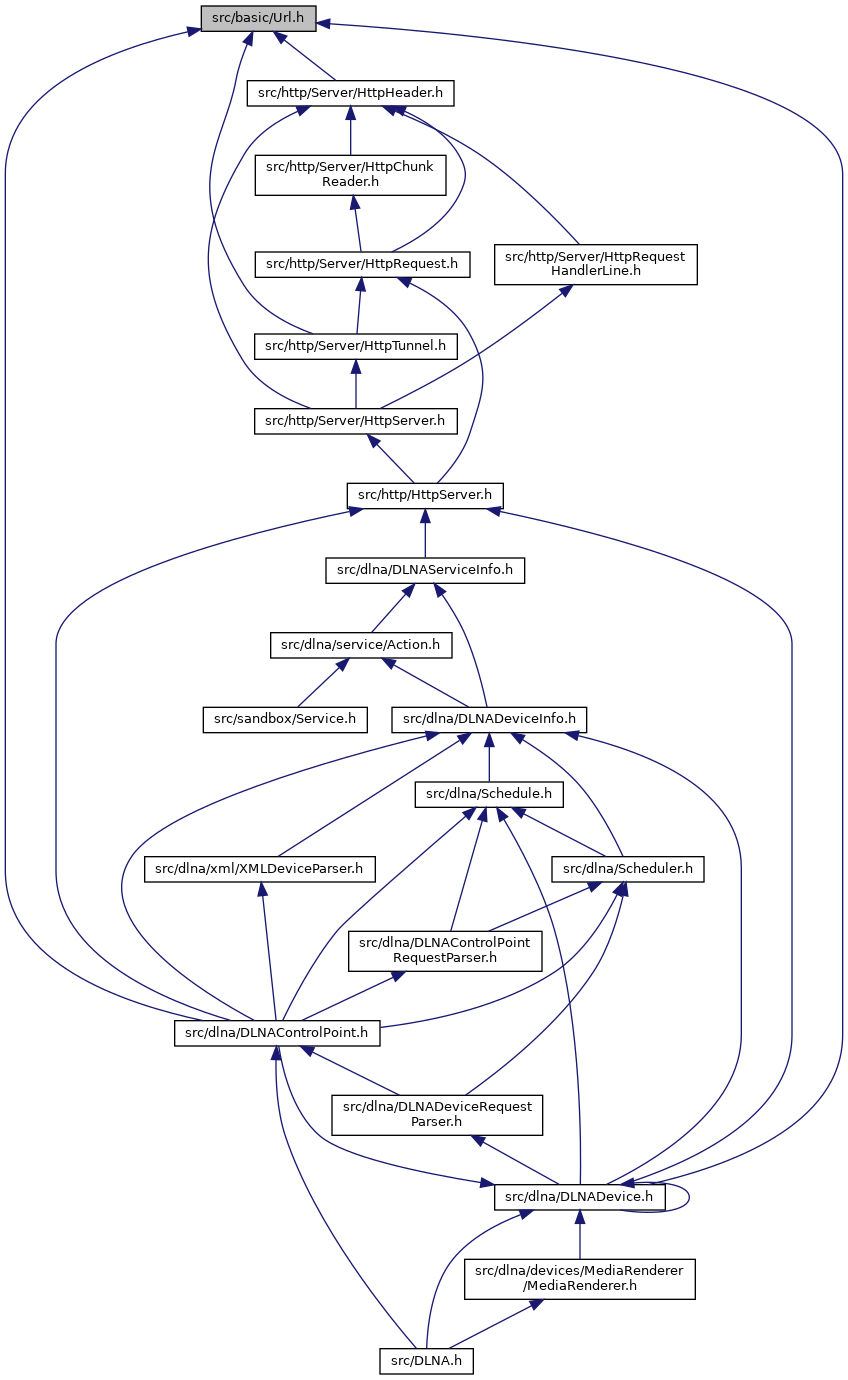 src/basic/Url.h
src/http/Server/HttpHeader.h
src/http/Server/HttpChunk
Reader.h
src/http/Server/HttpRequest.h
src/http/Server/HttpRequest
HandlerLine.h
src/http/Server/HttpTunnel.h
src/http/Server/HttpServer.h
src/http/HttpServer.h
src/dlna/DLNAServiceInfo.h
src/dlna/service/Action.h
src/sandbox/Service.h
src/dlna/DLNADeviceInfo.h
src/dlna/Schedule.h
src/dlna/xml/XMLDeviceParser.h
src/dlna/Scheduler.h
src/dlna/DLNAControlPoint
RequestParser.h
src/dlna/DLNAControlPoint.h
src/dlna/DLNADeviceRequest
Parser.h
src/dlna/DLNADevice.h
src/dlna/devices/MediaRenderer
/MediaRenderer.h
src/DLNA.h